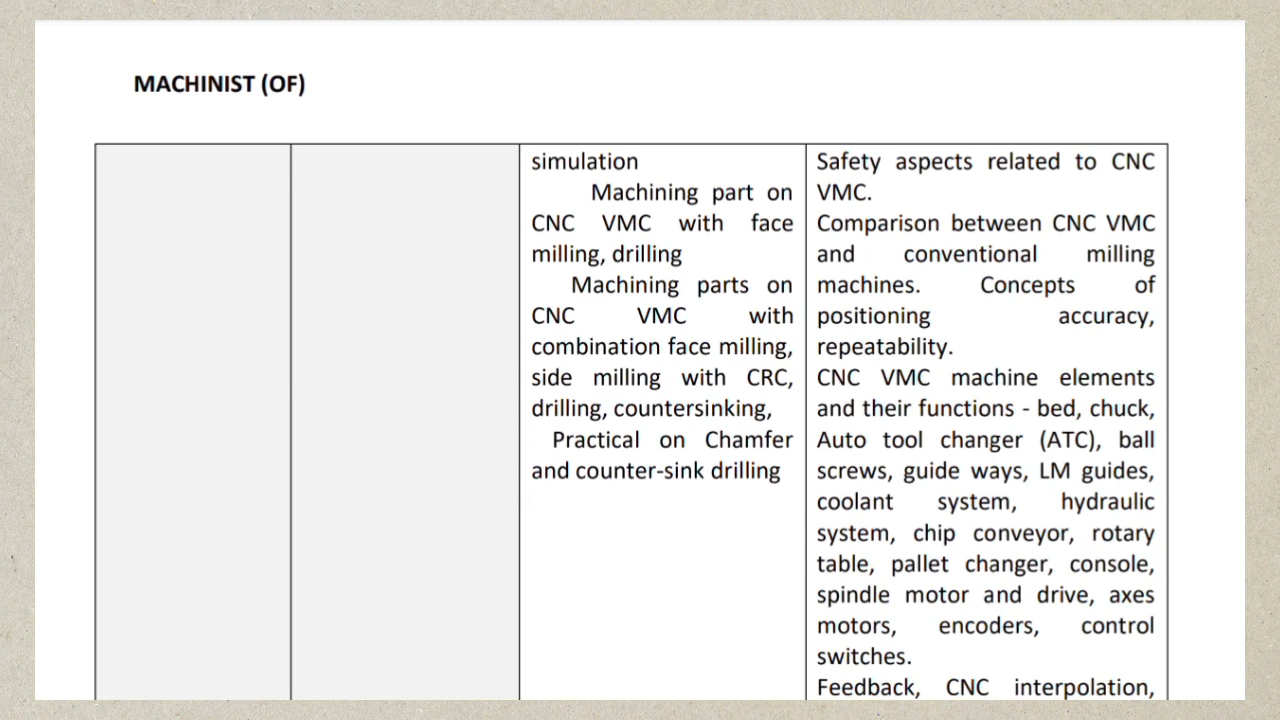 MACHINIST (OF)
simulation
Machining part on
CNC VMC with face
milling, drilling
Machining parts on
CNC VMC with
combination face milling,
side milling with CRC,
drilling, countersinking,
Practical on Chamfer
and counter-sink drilling
Safety aspects related to CNC
VMC.
Comparison between CNC VMC
and conventional milling
machines. Concepts of
positioning accuracy,
repeatability.
CNC VMC machine elements
and their functions - bed, chuck,
Auto tool changer (ATC), ball
screws, guide ways, LM guides,
coolant system, hydraulic
system, chip conveyor, rotary
table, pallet changer, console,
spindle motor and drive, axes
motors, encoders, control
switches.
Feedback, CNC interpolation,